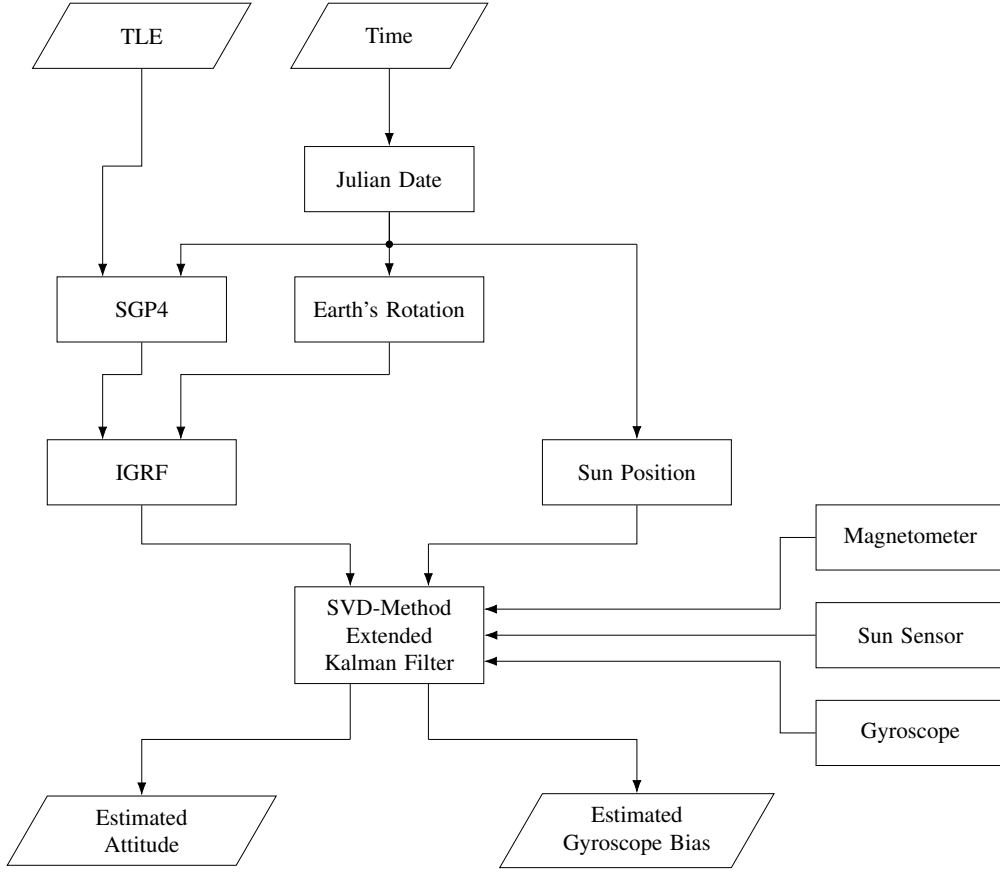 TLE
Time
Julian Date
SGP4
Earth's Rotation
IGRF
Sun Position
Magnetometer
SVD-Method
Extended
Kalman Filter
Sun Sensor
Gyroscope
Estimated
Attitude
Estimated
Gyroscope Bias